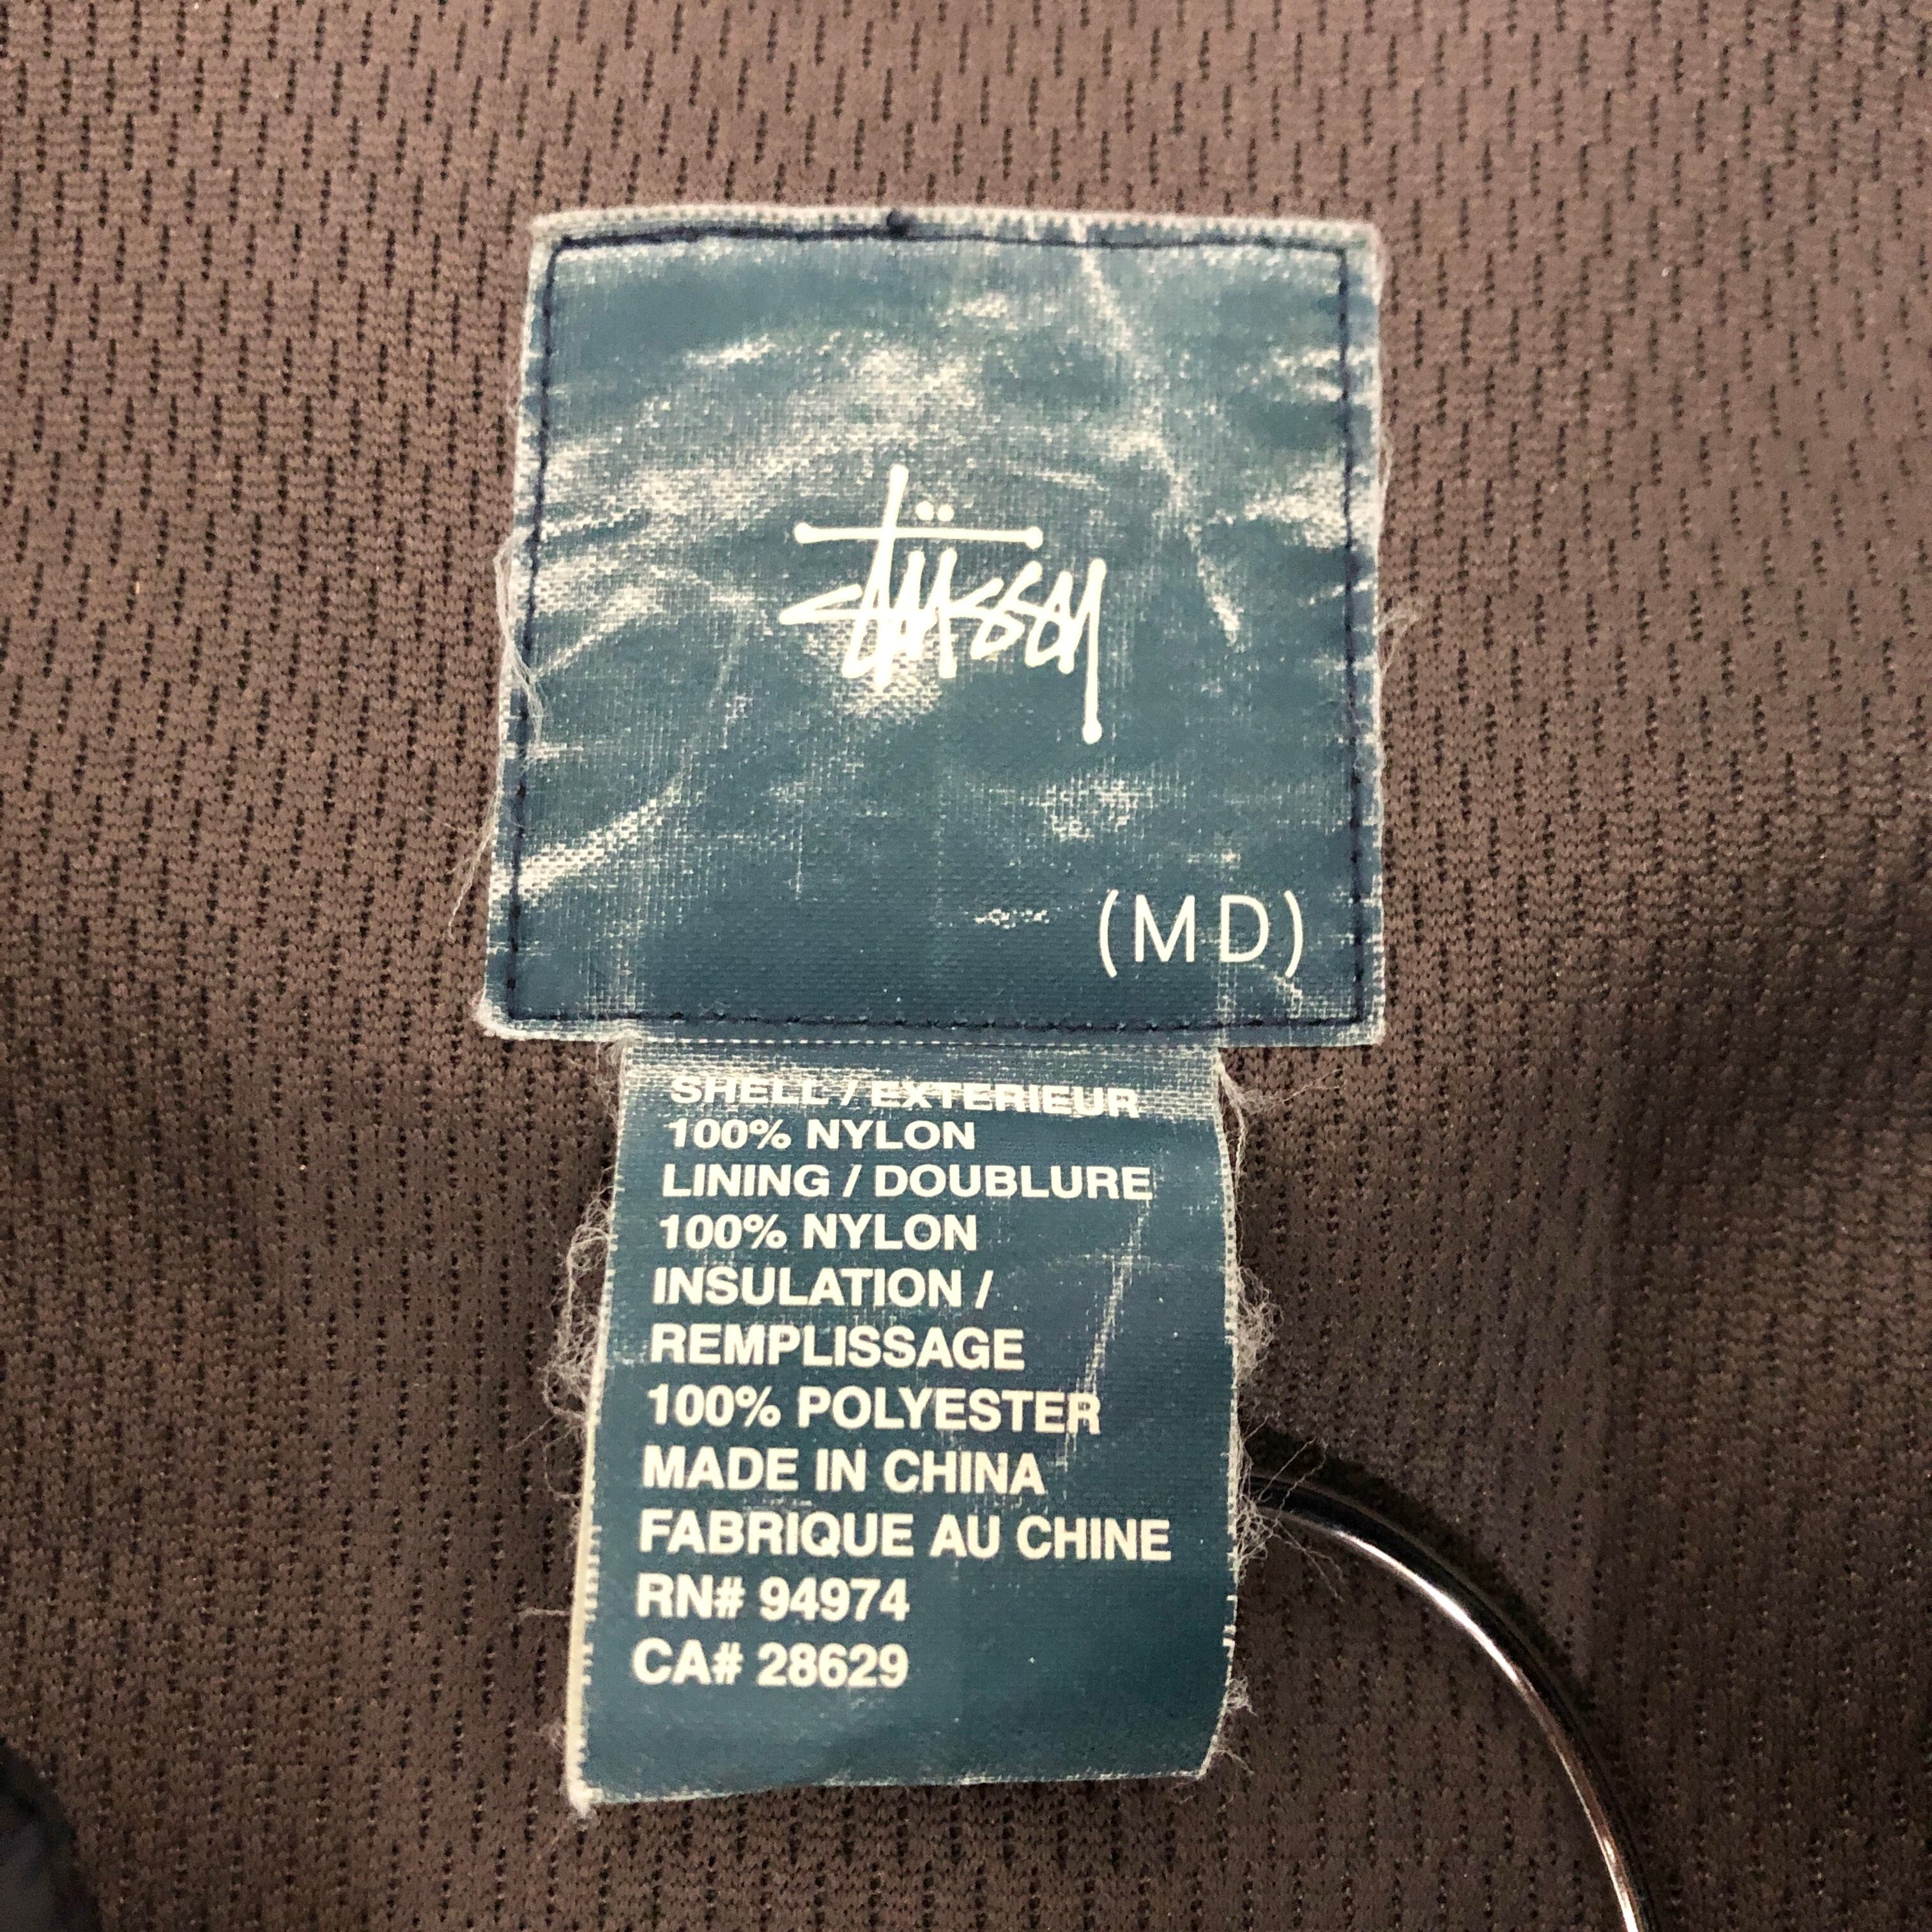 Stüssy
(MD)
SHELL / EXTERIEUR
100% NYLON
LINING / DOUBLURE
100% NYLON
INSULATION /
REMPLISSAGE
100% POLYESTER
MADE IN CHINA
FABRIQUE AU CHINE
RN# 94974
CA# 28629